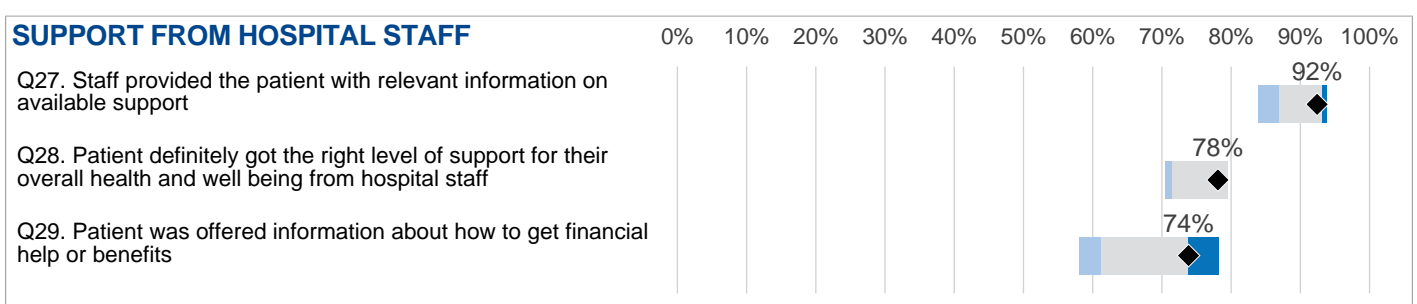 SUPPORT FROM HOSPITAL STAFF
0% 10% 20% 30% 40% 50% 60% 70% 80% 90% 100%
Q27. Staff provided the patient with relevant information on
available support
92%
Q28. Patient definitely got the right level of support for their
overall health and well being from hospital staff
78%
Q29. Patient was offered information about how to get financial
help or benefits
74%